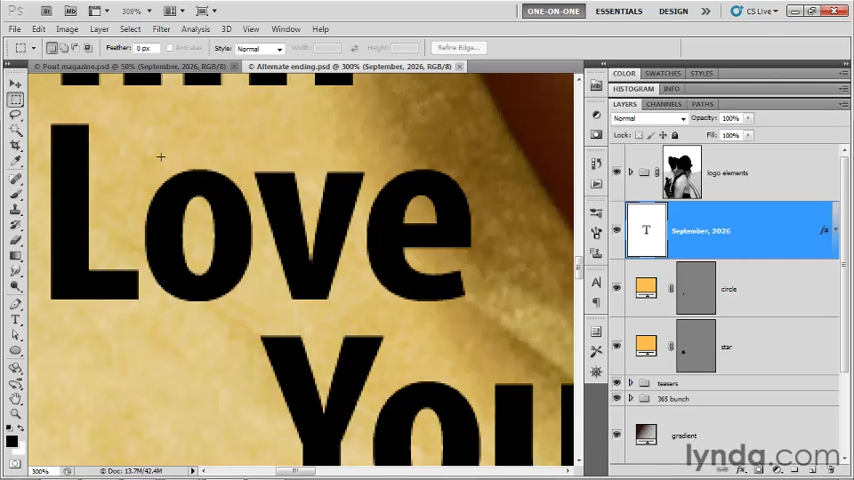 Ps Br Mb 300% ONE-ON-ONE ESSENTIALS DESIGN CS Live
File Edit Image Layer Select Filter Analysis 3D View Window Help
Feather: 0 px Anti-alias Style: Normal Width: Height: Refine Edge...
Pout magazine.psd @ 50% (September, 2026, RGB/8) Alternate ending.psd @ 300% (September, 2026, RGB/8)
COLOR SWATCHES STYLES
HISTOGRAM INFO
LAYERS CHANNELS PATHS
Normal Opacity: 100%
Lock: Fill: 100%
logo elements
T September, 2026 fx
circle
star
teasers
365 bunch
gradient
Love
You
300% Doc: 13.7M/42.4M
lynda.com